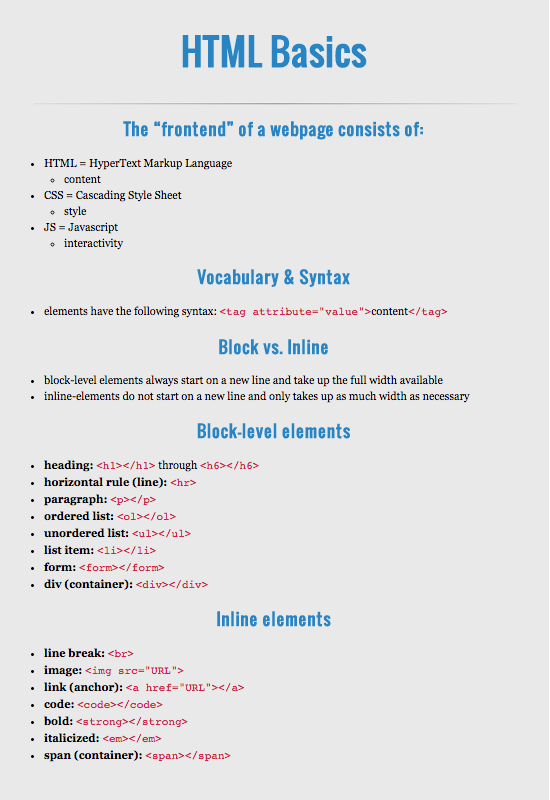 HTML Basics
The “frontend” of a webpage consists of:
• HTML = HyperText Markup Language
◦ content
• CSS = Cascading Style Sheet
◦ style
• JS = Javascript
◦ interactivity
Vocabulary & Syntax
• elements have the following syntax: <tag attribute="value">content</tag>
Block vs. Inline
• block-level elements always start on a new line and take up the full width available
• inline-elements do not start on a new line and only takes up as much width as necessary
Block-level elements
• heading: <h1></h1> through <h6></h6>
• horizontal rule (line): <hr>
• paragraph: <p></p>
• ordered list: <ol></ol>
• unordered list: <ul></ul>
• list item: <li></li>
• form: <form></form>
• div (container): <div></div>
Inline elements
• line break: <br>
• image: <img src="URL">
• link (anchor): <a href="URL"></a>
• code: <code></code>
• bold: <strong></strong>
• italicized: <em></em>
• span (container): <span></span>